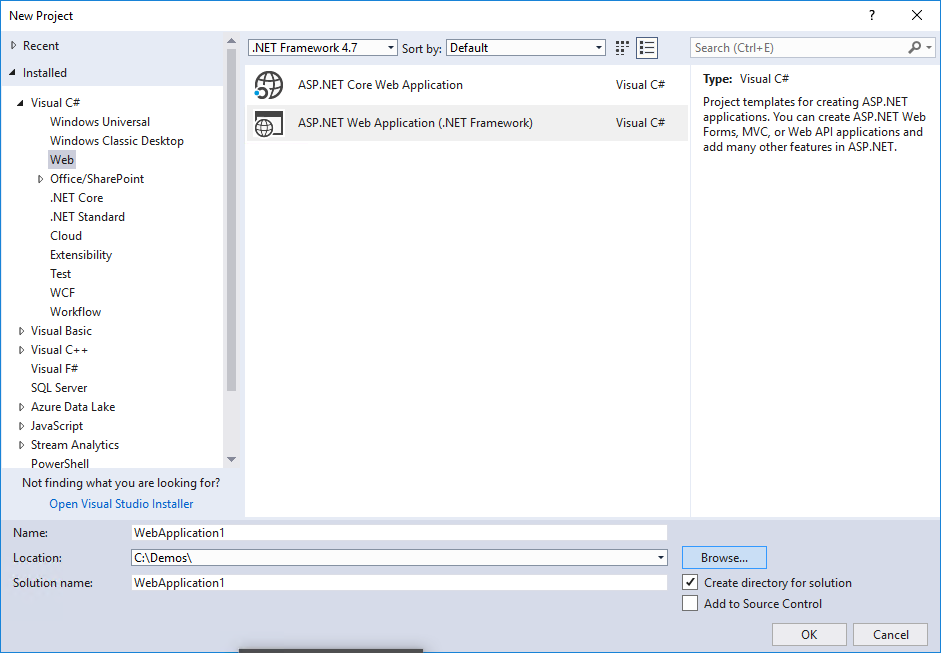 New Project
?
Recent
Installed
Visual C#
Windows Universal
Windows Classic Desktop
Web
Office/SharePoint
.NET Core
.NET Standard
Cloud
Extensibility
Test
WCF
Workflow
Visual Basic
Visual C++
Visual F#
SQL Server
Azure Data Lake
JavaScript
Stream Analytics
PowerShell
Not finding what you are looking for?
Open Visual Studio Installer
.NET Framework 4.7 Sort by: Default
ASP.NET Core Web Application Visual C#
ASP.NET Web Application (.NET Framework) Visual C#
Search (Ctrl+E)
Type: Visual C#
Project templates for creating ASP.NET
applications. You can create ASP.NET Web
Forms, MVC, or Web API applications and
add many other features in ASP.NET.
Name: WebApplication1
Location: C:\Demos\ Browse...
Solution name: WebApplication1 Create directory for solution
Add to Source Control
OK Cancel